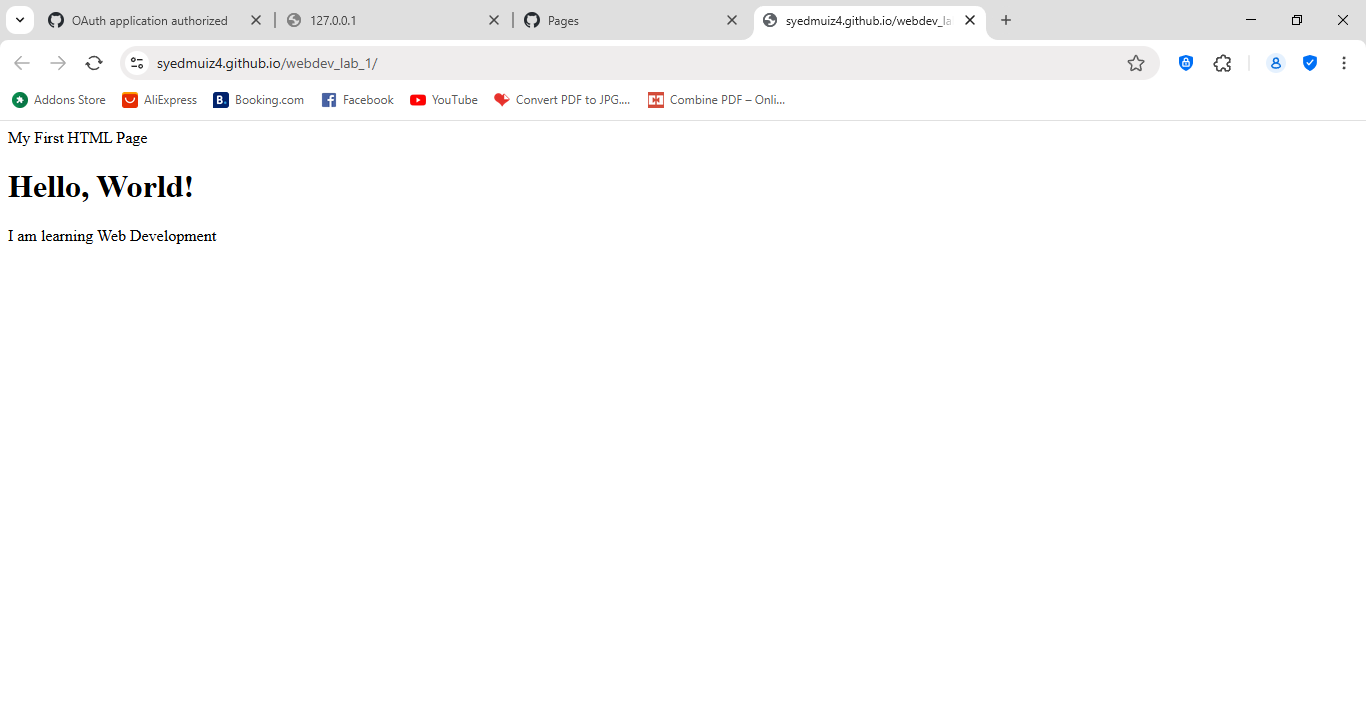 OAuth application authorized
127.0.0.1
Pages
syedmuiz4.github.io/webdev_la
syedmuiz4.github.io/webdev_lab_1/
Addons Store
AliExpress
B.
Booking.com
Facebook
YouTube
Convert PDF to JPG....
Combine PDF – Onli...
My First HTML Page
Hello, World!
I am learning Web Development